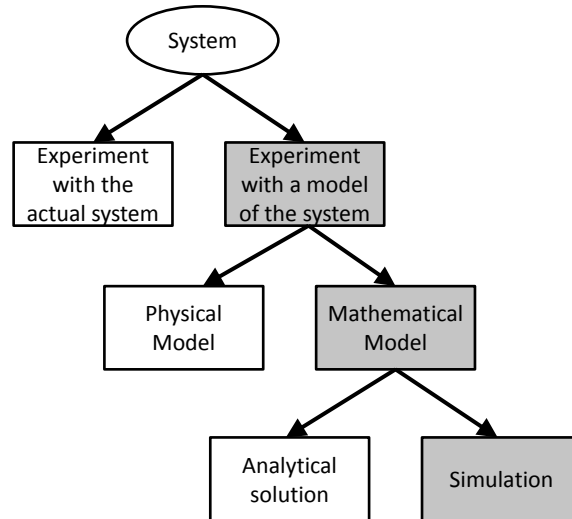 System
Experiment
with the
actual system
Experiment
with a model
of the system
Physical
Model
Mathematical
Model
Analytical
solution
Simulation